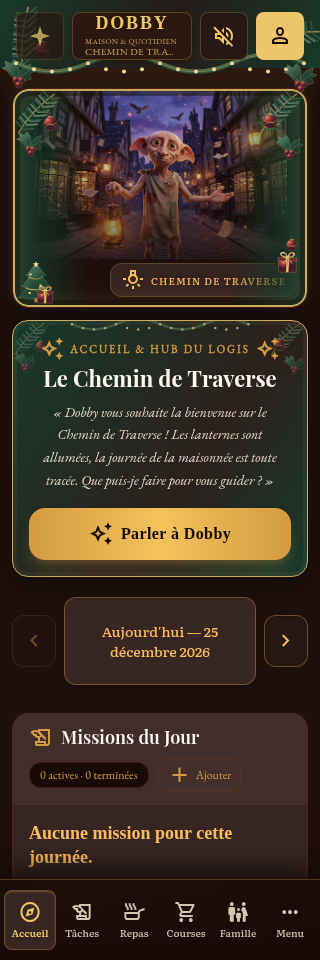 DOBBY
MAISON & QUOTIDIEN
CHEMIN DE TRA…
CHEMIN DE TRAVERSE
ACCUEIL & HUB DU LOGIS
Le Chemin de Traverse
« Dobby vous souhaite la bienvenue sur le
Chemin de Traverse ! Les lanternes sont
allumées, la journée de la maisonnée est toute
tracée. Que puis-je faire pour vous guider ? »
Parler à Dobby
Aujourd'hui — 25
décembre 2026
Missions du Jour
0 actives · 0 terminées
Ajouter
Aucune mission pour cette
journée.
Accueil
Tâches
Repas
Courses
Famille
Menu